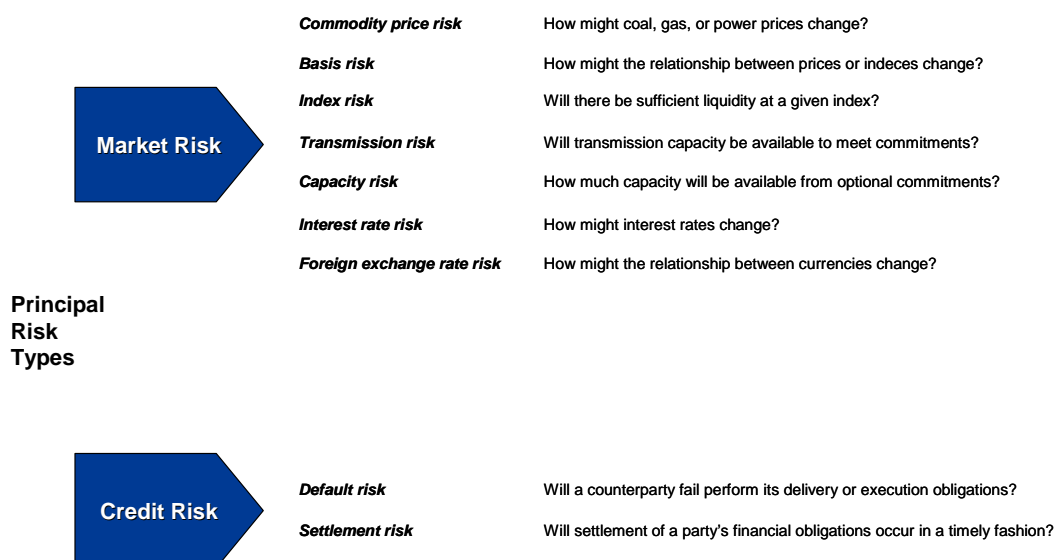 Commodity price risk How might coal, gas, or power prices change?
Basis risk How might the relationship between prices or indeces change?
Index risk Will there be sufficient liquidity at a given index?
Market Risk
Transmission risk Will transmission capacity be available to meet commitments?
Capacity risk How much capacity will be available from optional commitments?
Interest rate risk How might interest rates change?
Foreign exchange rate risk How might the relationship between currencies change?
Principal
Risk
Types
Credit Risk
Default risk Will a counterparty fail perform its delivery or execution obligations?
Settlement risk Will settlement of a party's financial obligations occur in a timely fashion?